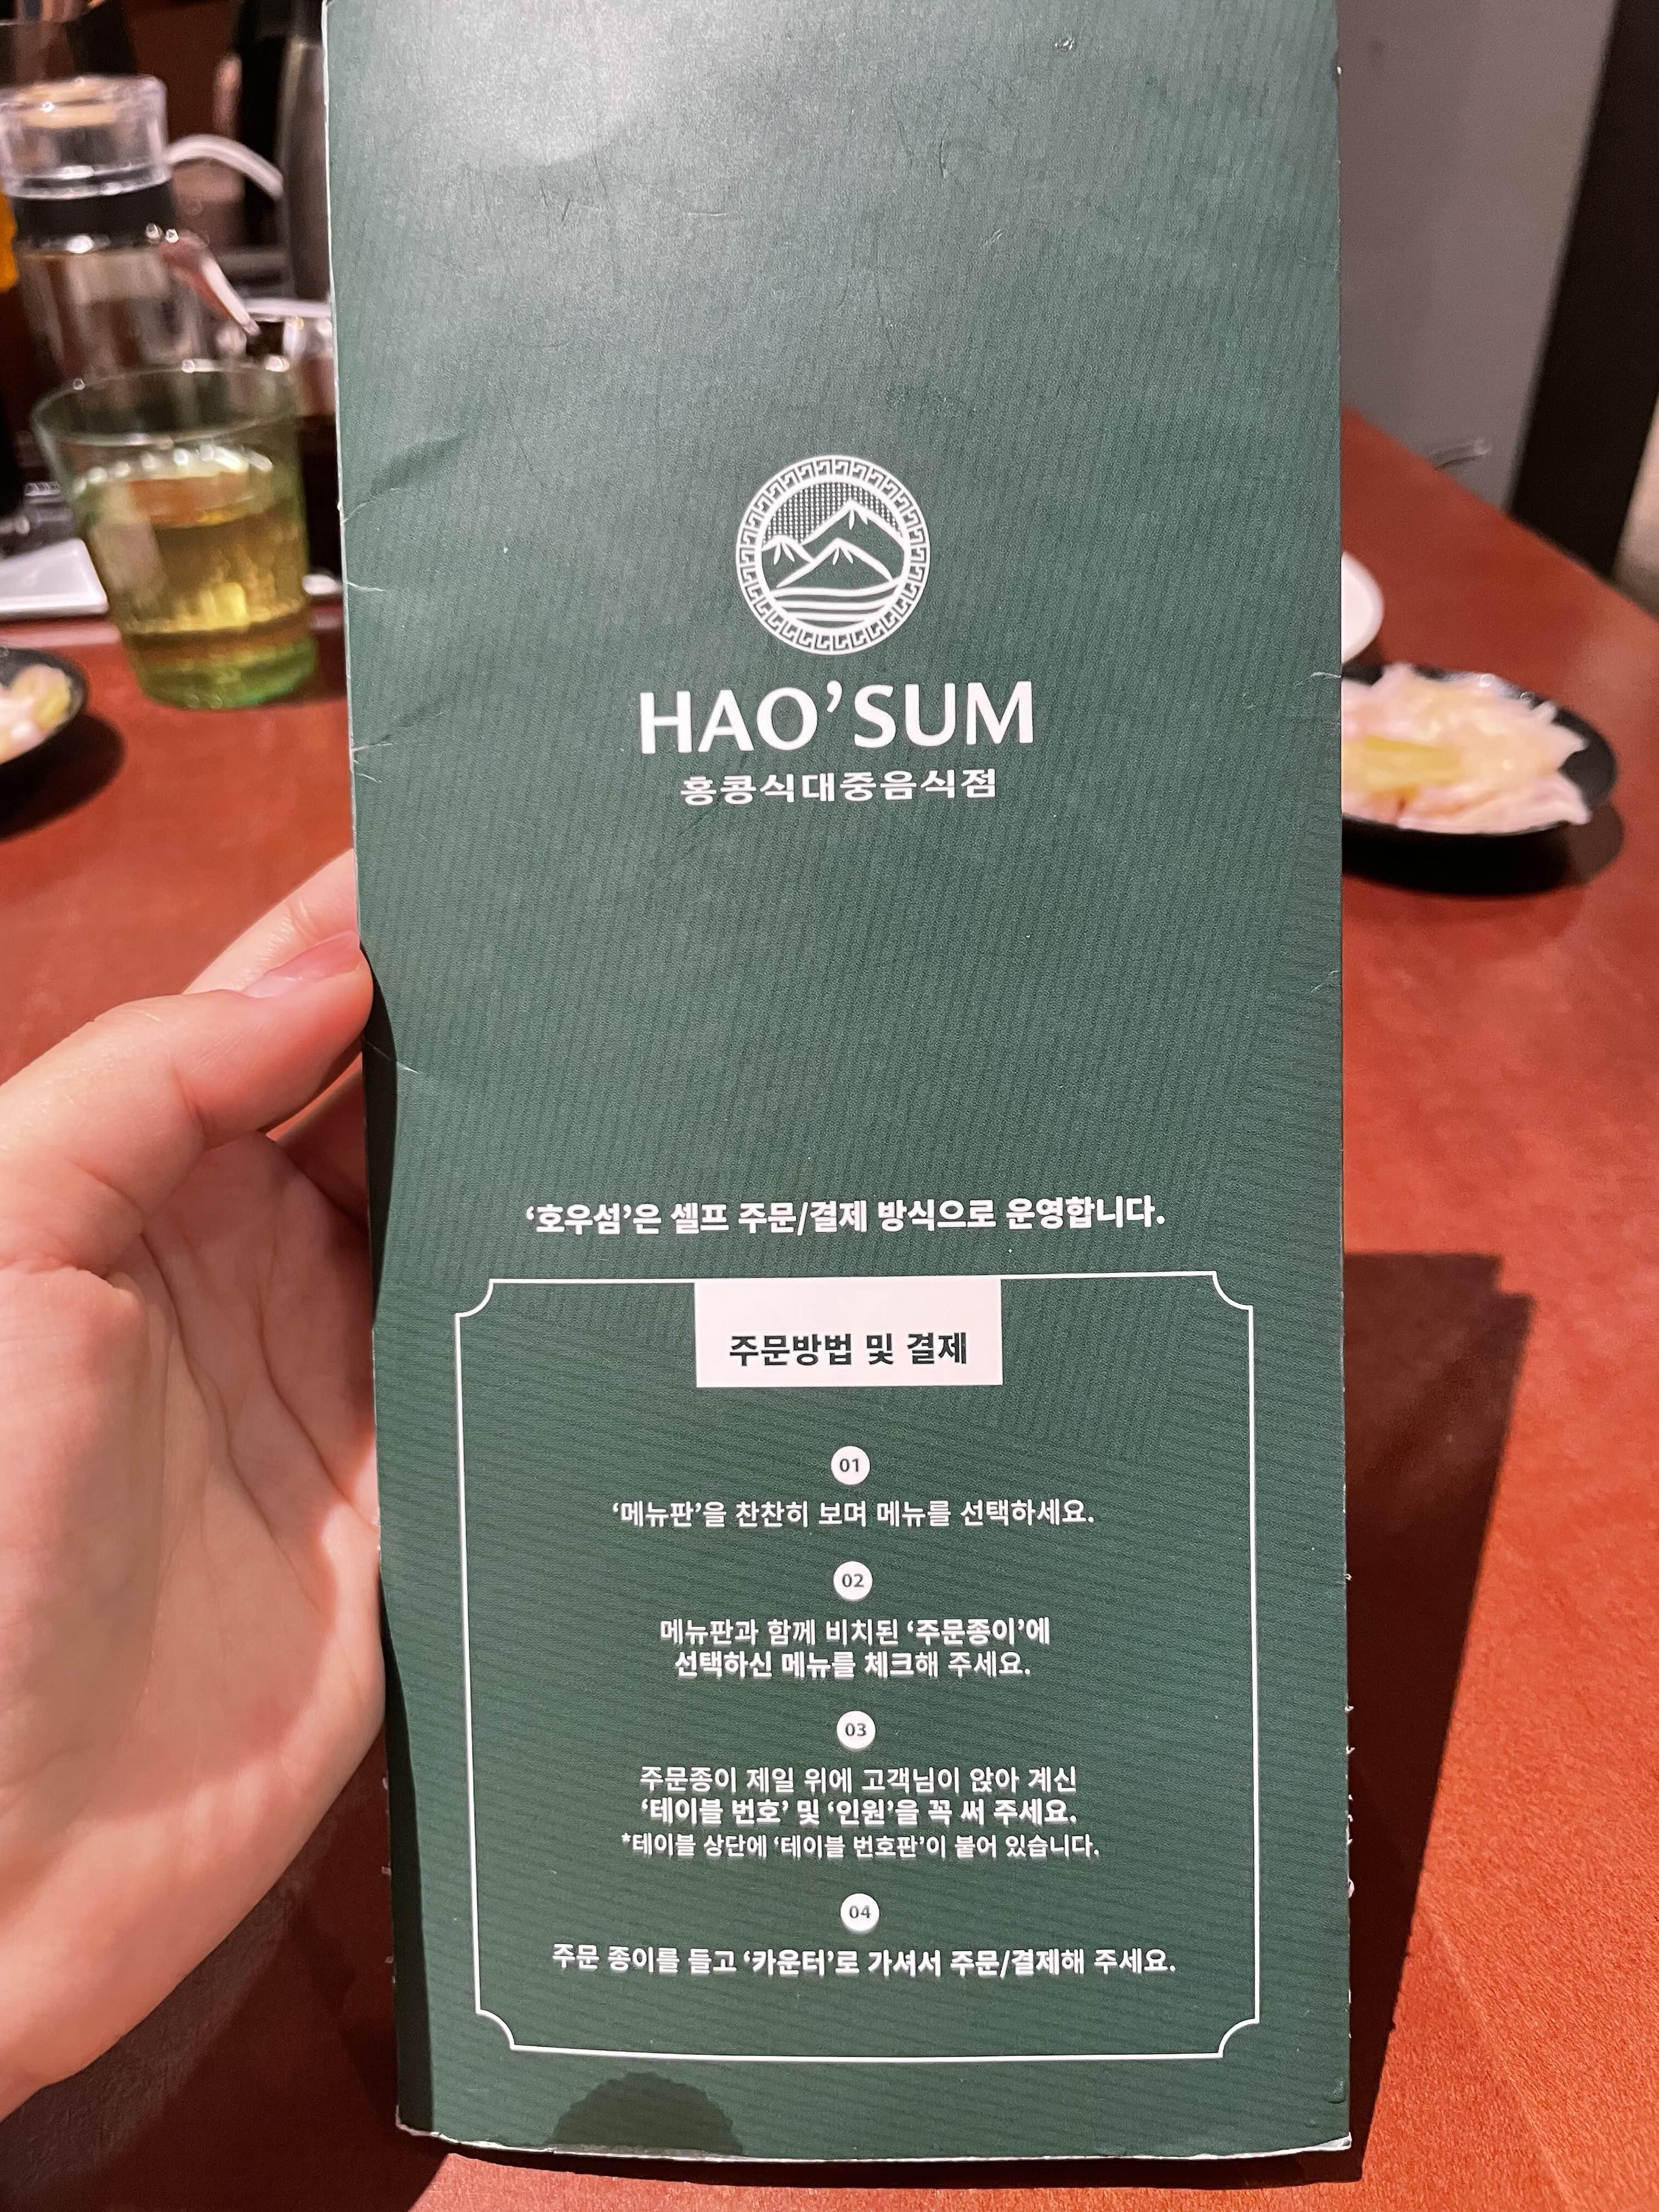 HAO’SUM
홍콩식대중음식점
‘호우섬’은 셀프 주문/결제 방식으로 운영합니다.
주문방법 및 결제
01
‘메뉴판’을 찬찬히 보며 메뉴를 선택하세요.
02
메뉴판과 함께 비치된 ‘주문종이’에
선택하신 메뉴를 체크해 주세요.
03
주문종이 제일 위에 고객님이 앉아 계신
‘테이블 번호’ 및 ‘인원’을 꼭 써 주세요.
*테이블 상단에 ‘테이블 번호판’이 붙어 있습니다.
04
주문 종이를 들고 ‘카운터’로 가셔서 주문/결제해 주세요.